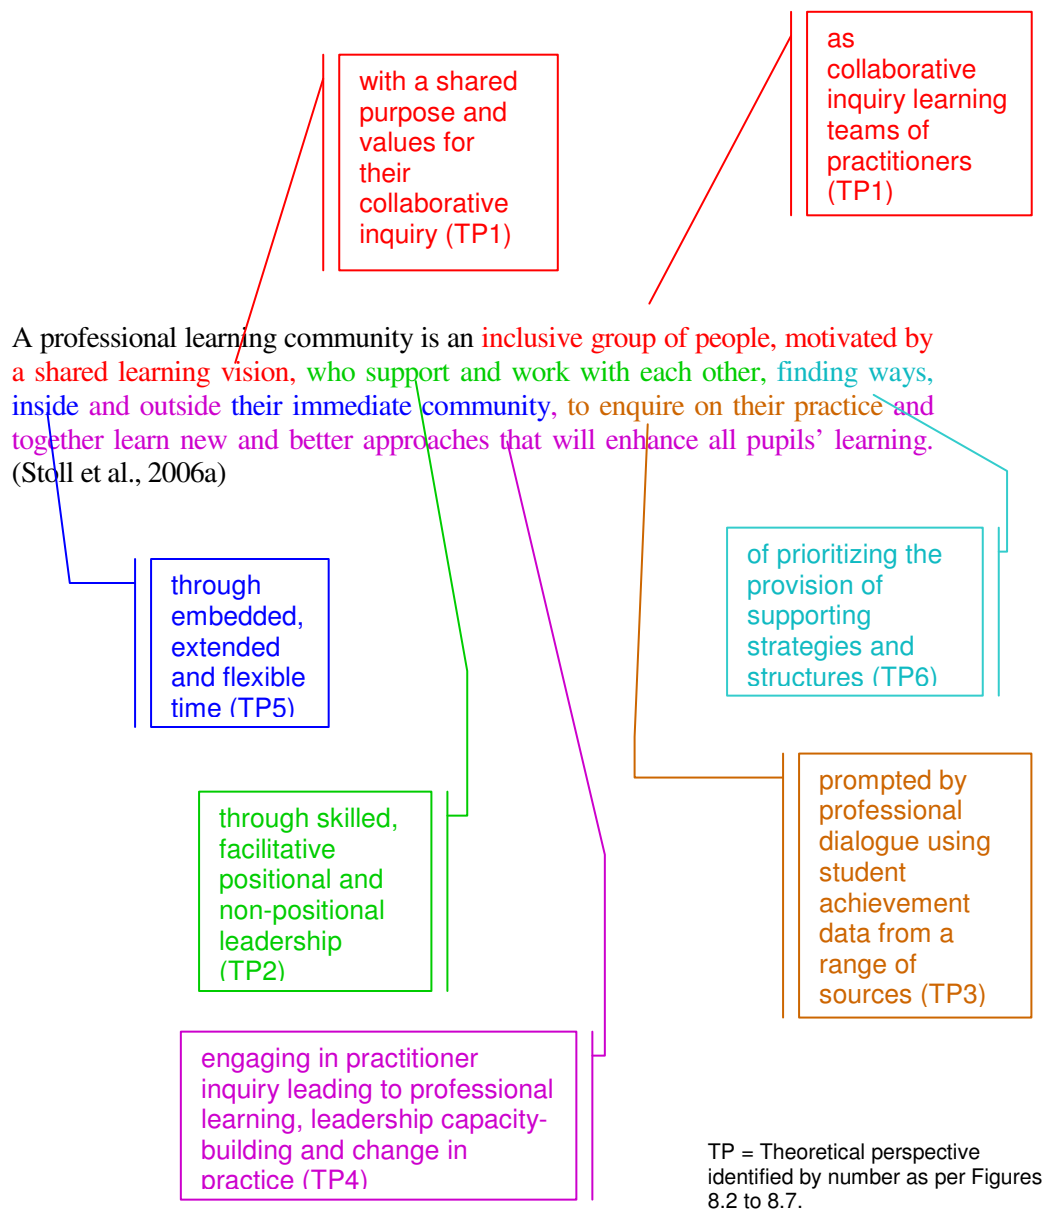 with a shared
purpose and
values for
their
collaborative
inquiry (TP1)
as
collaborative
inquiry learning
teams of
practitioners
(TP1)
A professional learning community is an inclusive group of people, motivated by
a shared learning vision, who support and work with each other, finding ways,
inside and outside their immediate community, to enquire on their practice and
together learn new and better approaches that will enhance all pupils’ learning.
(Stoll et al., 2006a)
through
embedded,
extended
and flexible
time (TP5)
of prioritizing the
provision of
supporting
strategies and
structures (TP6)
through skilled,
facilitative
positional and
non-positional
leadership
(TP2)
prompted by
professional
dialogue using
student
achievement
data from a
range of
sources (TP3)
engaging in practitioner
inquiry leading to professional
learning, leadership capacity-
building and change in
practice (TP4)
TP = Theoretical perspective
identified by number as per Figures
8.2 to 8.7.